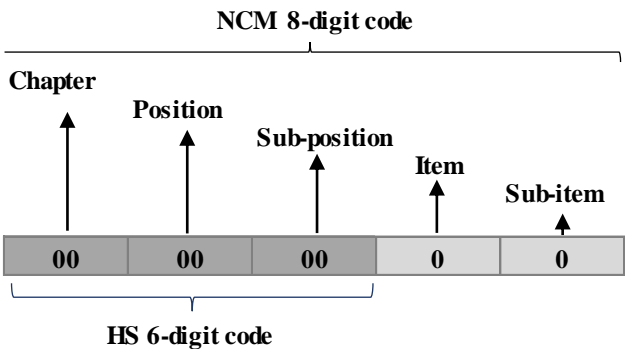 NCM 8-digit code
Chapter
Position
Sub-position
Item
Sub-item
00 00 00 0 0
HS 6-digit code